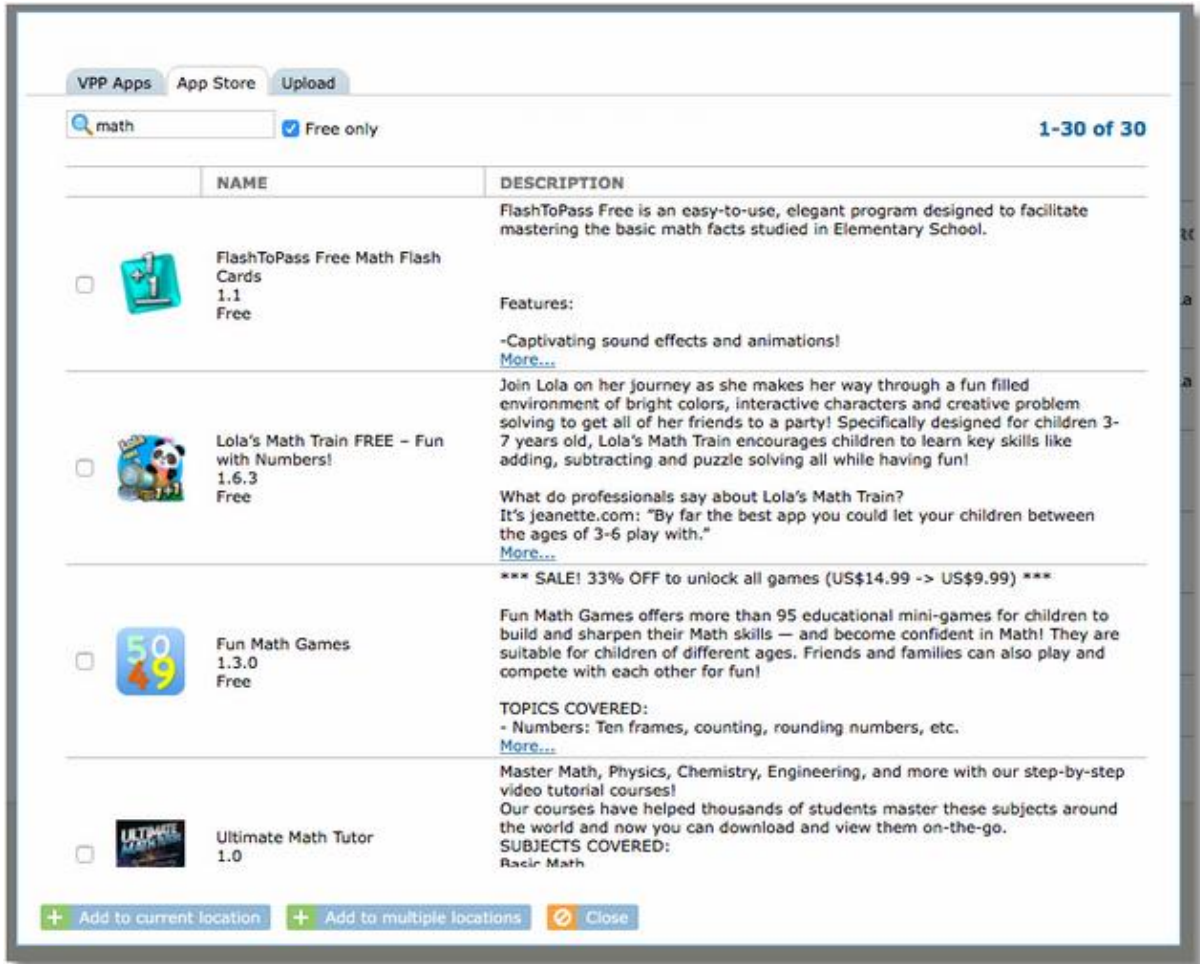 VPP Apps App Store Upload
math Free only 1-30 of 30
NAME DESCRIPTION
FlashToPass Free Math Flash
Cards
1.1
Free
FlashToPass Free is an easy-to-use, elegant program designed to facilitate
mastering the basic math facts studied in Elementary School.
Features:
-Captivating sound effects and animations!
More...
Lola's Math Train FREE – Fun
with Numbers!
1.6.3
Free
Join Lola on her journey as she makes her way through a fun filled
environment of bright colors, interactive characters and creative problem
solving to get all of her friends to a party! Specifically designed for children 3-
7 years old, Lola's Math Train encourages children to learn key skills like
adding, subtracting and puzzle solving all while having fun!
What do professionals say about Lola's Math Train?
It's jeanette.com: "By far the best app you could let your children between
the ages of 3-6 play with."
More...
Fun Math Games
1.3.0
Free
*** SALE! 33% OFF to unlock all games (US$14.99 -> US$9.99) ***
Fun Math Games offers more than 95 educational mini-games for children to
build and sharpen their Math skills — and become confident in Math! They are
suitable for children of different ages. Friends and families can also play and
compete with each other for fun!
TOPICS COVERED:
- Numbers: Ten frames, counting, rounding numbers, etc.
More...
Ultimate Math Tutor
1.0
Master Math, Physics, Chemistry, Engineering, and more with our step-by-step
video tutorial courses!
Our courses have helped thousands of students master these subjects around
the world and now you can download and view them on-the-go.
SUBJECTS COVERED:
Basic Math
Add to current location Add to multiple locations Close